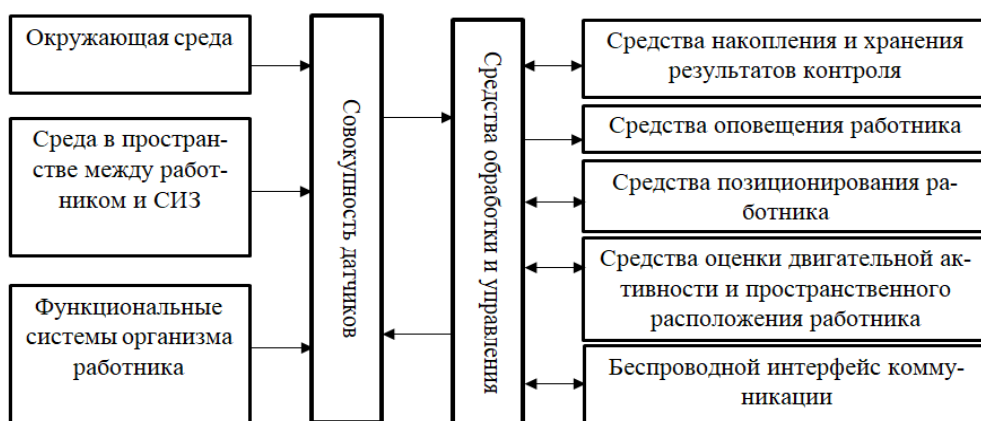 Окружающая среда
Среда в простран-
стве между работ-
ником и СИЗ
Функциональные
системы организма
работника
Совокупность датчиков
Средства обработки и управления
Средства накопления и хранения
результатов контроля
Средства оповещения работника
Средства позиционирования ра-
ботника
Средства оценки двигательной ак-
тивности и пространственного
расположения работника
Беспроводной интерфейс комму-
никации